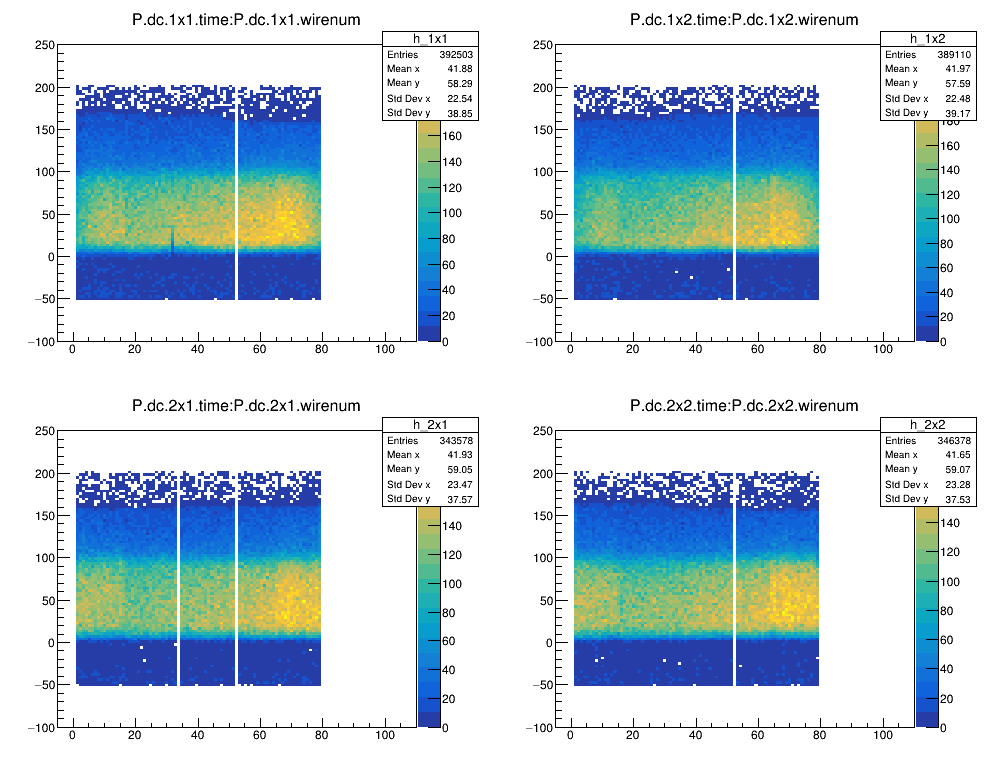 P.dc.1x1.time:P.dc.1x1.wirenum
h_1x1
Entries 392503
Mean x 41.88
Mean y 58.29
Std Dev x 22.54
Std Dev y 38.85
250
200
150
100
50
0
−50
−100
0 20 40 60 80 100
160
140
120
100
80
60
40
20
0
P.dc.1x2.time:P.dc.1x2.wirenum
h_1x2
Entries 389110
Mean x 41.97
Mean y 57.59
Std Dev x 22.48
Std Dev y 39.17
250
200
150
100
50
0
−50
−100
0 20 40 60 80 100
180
160
140
120
100
80
60
40
20
0
P.dc.2x1.time:P.dc.2x1.wirenum
h_2x1
Entries 343578
Mean x 41.93
Mean y 59.05
Std Dev x 23.47
Std Dev y 37.57
250
200
150
100
50
0
−50
−100
0 20 40 60 80 100
140
120
100
80
60
40
20
0
P.dc.2x2.time:P.dc.2x2.wirenum
h_2x2
Entries 346378
Mean x 41.65
Mean y 59.07
Std Dev x 23.28
Std Dev y 37.53
250
200
150
100
50
0
−50
−100
0 20 40 60 80 100
140
120
100
80
60
40
20
0